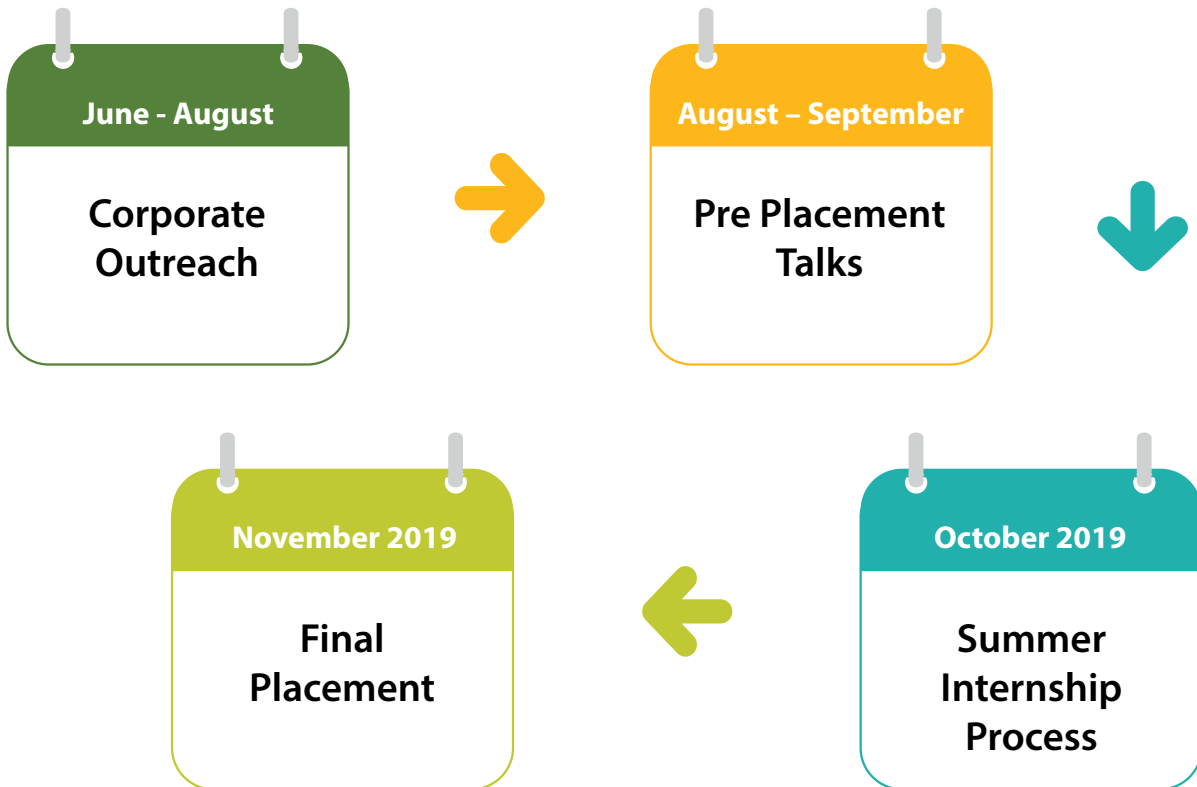 June - August
Corporate
Outreach
August – September
Pre Placement
Talks
October 2019
Summer
Internship
Process
November 2019
Final
Placement